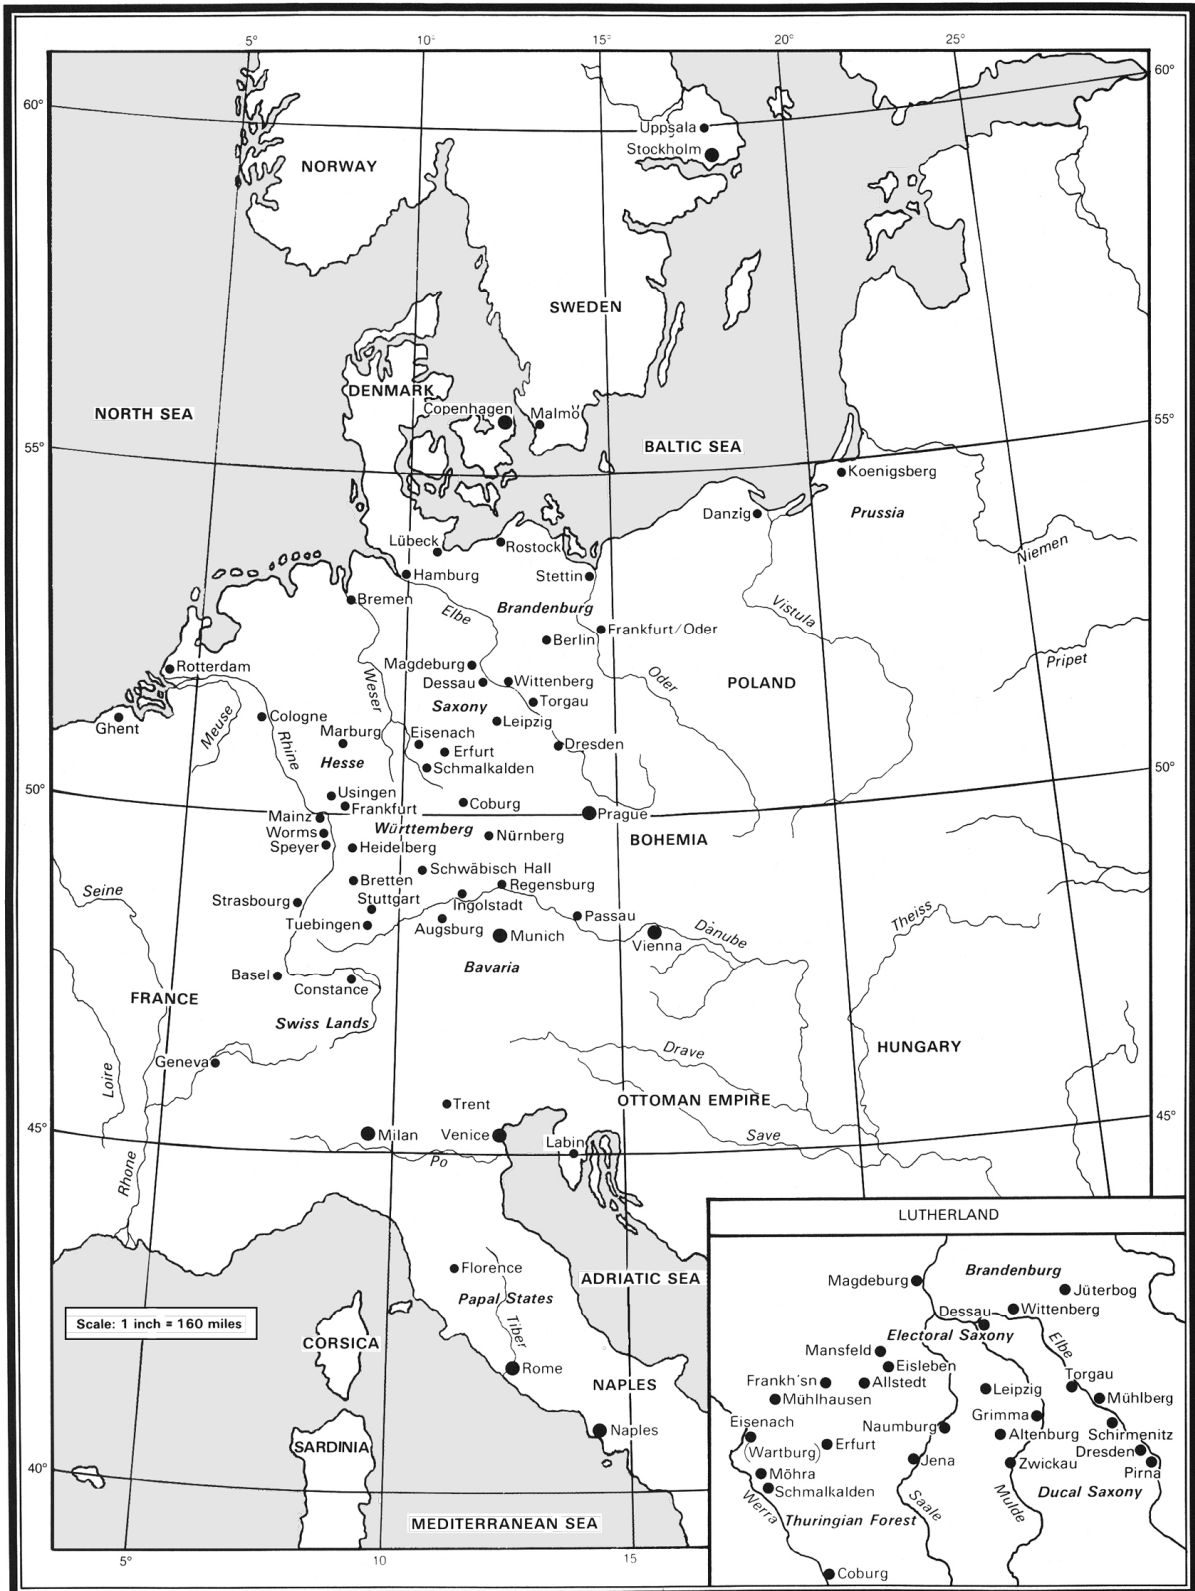 5° 10° 15° 20° 25°
60° 60°
Uppsala
Stockholm
NORWAY
SWEDEN
DENMARK
Copenhagen Malmö
NORTH SEA
BALTIC SEA
55° 55°
Koenigsberg
Danzig Prussia
Lübeck Rostock
Niemen
Hamburg Stettin
Bremen Elbe Brandenburg
Vistula
Berlin Frankfurt/Oder
Rotterdam Magdeburg
Pripet
Weser Dessau Wittenberg Oder POLAND
Saxony Torgau
Ghent Meuse Cologne Leipzig
Rhine Marburg Eisenach
Hesse Erfurt Dresden
Schmalkalden
50° 50°
Usingen
Mainz Frankfurt Coburg Prague
Worms Württemberg Nürnberg BOHEMIA
Speyer Heidelberg
Schwäbisch Hall
Bretten Regensburg
Seine Strasbourg Stuttgart Ingolstadt
Tuebingen Augsburg Passau Theiss
Munich Vienna Danube
Bavaria
Basel Constance
FRANCE
Swiss Lands
HUNGARY
Geneva Drave
Loire
Trent OTTOMAN EMPIRE
45° 45°
Milan Venice Labin Save
Po
Rhone
Florence ADRIATIC SEA
Papal States
Scale: 1 inch = 160 miles
Tiber
CORSICA
Rome
NAPLES
Naples
SARDINIA
40°
MEDITERRANEAN SEA
5° 10 15
LUTHERLAND
Brandenburg
Magdeburg Jüterbog
Dessau Wittenberg
Electoral Saxony
Elbe
Mansfeld
Eisleben
Frankh'sn Allstedt Torgau
Mühlhausen Leipzig Mühlberg
Eisenach Naumburg Grimma
(Wartburg) Erfurt Altenburg Schirmenitz
Jena Dresden
Möhra Zwickau Pirna
Schmalkalden Ducal Saxony
Werra Saale Mulde
Thuringian Forest
Coburg